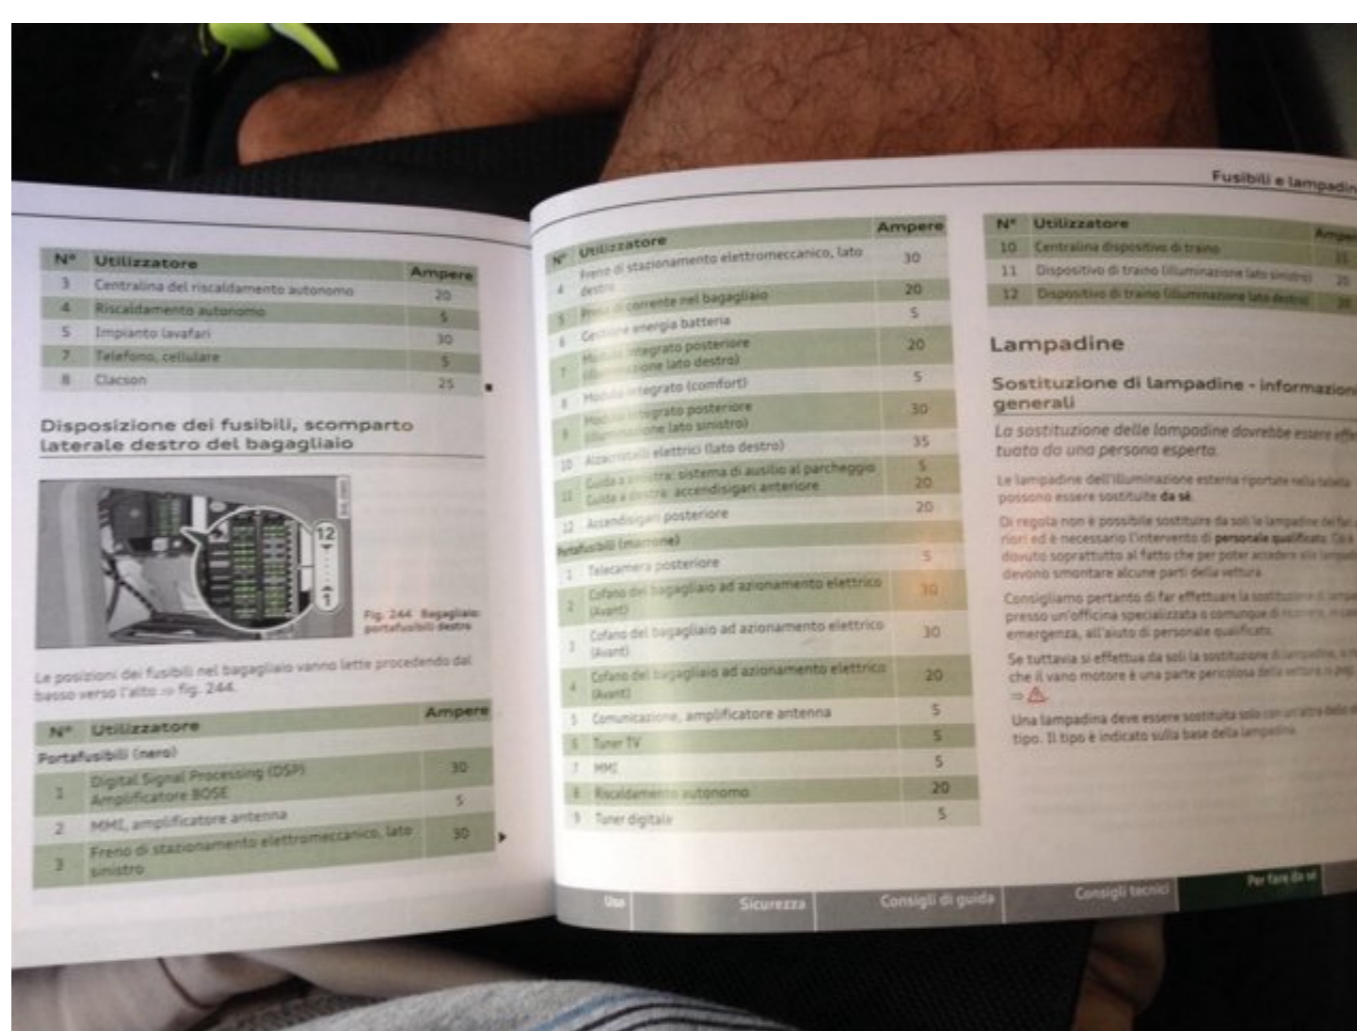 N° Utilizzatore Ampere
3 Centralina del riscaldamento autonomo 20
4 Riscaldamento autonomo 5
5 Impianto lavafari 30
7 Telefono, cellulare 5
8 Clacson 25
Disposizione dei fusibili, scomparto
laterale destro del bagagliaio
12
1
Fig. 244 Bagagliaio:
portafusibili destro
Le posizioni dei fusibili nel bagagliaio vanno lette procedendo dal
basso verso l'alto ⇒ fig. 244.
N° Utilizzatore Ampere
Portafusibili (nero)
1 Digital Signal Processing (DSP) 30
Amplificatore BOSE
2 MMI, amplificatore antenna 5
3 Freno di stazionamento elettromeccanico, lato 30
sinistro
Fusibili e lampadine
N° Utilizzatore Ampere
4 Freno di stazionamento elettromeccanico, lato 30
destro
5 Presa di corrente nel bagagliaio 20
6 Gestione energia batteria 5
7 Modulo integrato posteriore 20
(illuminazione lato destro)
8 Modulo integrato (comfort) 5
9 Modulo integrato posteriore 30
(illuminazione lato sinistro)
10 Alzacristalli elettrici (lato destro) 35
11 Guida a sinistra: sistema di ausilio al parcheggio 5
Guida a destra: accendisigari anteriore 20
12 Accendisigari posteriore 20
Portafusibili (marrone)
1 Telecamera posteriore 5
2 Cofano del bagagliaio ad azionamento elettrico 30
(Avant)
3 Cofano del bagagliaio ad azionamento elettrico 30
(Avant)
4 Cofano del bagagliaio ad azionamento elettrico 20
(Avant)
5 Comunicazione, amplificatore antenna 5
6 Tuner TV 5
7 MMI 5
8 Riscaldamento autonomo 20
9 Tuner digitale 5
N° Utilizzatore Ampere
10 Centralina dispositivo di traino 15
11 Dispositivo di traino (illuminazione lato sinistro) 20
12 Dispositivo di traino (illuminazione lato destro) 20
Lampadine
Sostituzione di lampadine - informazioni
generali
La sostituzione delle lampadine dovrebbe essere effet-
tuata da una persona esperta.
Le lampadine dell'illuminazione esterna riportate nella tabella
possono essere sostituite da sé.
Di regola non è possibile sostituire da soli le lampadine dei fari
riori ed è necessario l'intervento di personale qualificato. Ciò è
dovuto soprattutto al fatto che per poter accedere alle lampadine
devono smontare alcune parti della vettura.
Consigliamo pertanto di far effettuare la sostituzione di
presso un'officina specializzata o comunque di ricorrere, in caso
emergenza, all'aiuto di personale qualificato.
Se tuttavia si effettua da soli la sostituzione di lampadine,
che il vano motore è una parte pericolosa della vettura
⇒
Una lampadina deve essere sostituita solo con un'altra dello
tipo. Il tipo è indicato sulla base della lampadina.
Uso Sicurezza Consigli di guida Consigli tecnici Per fare da sé